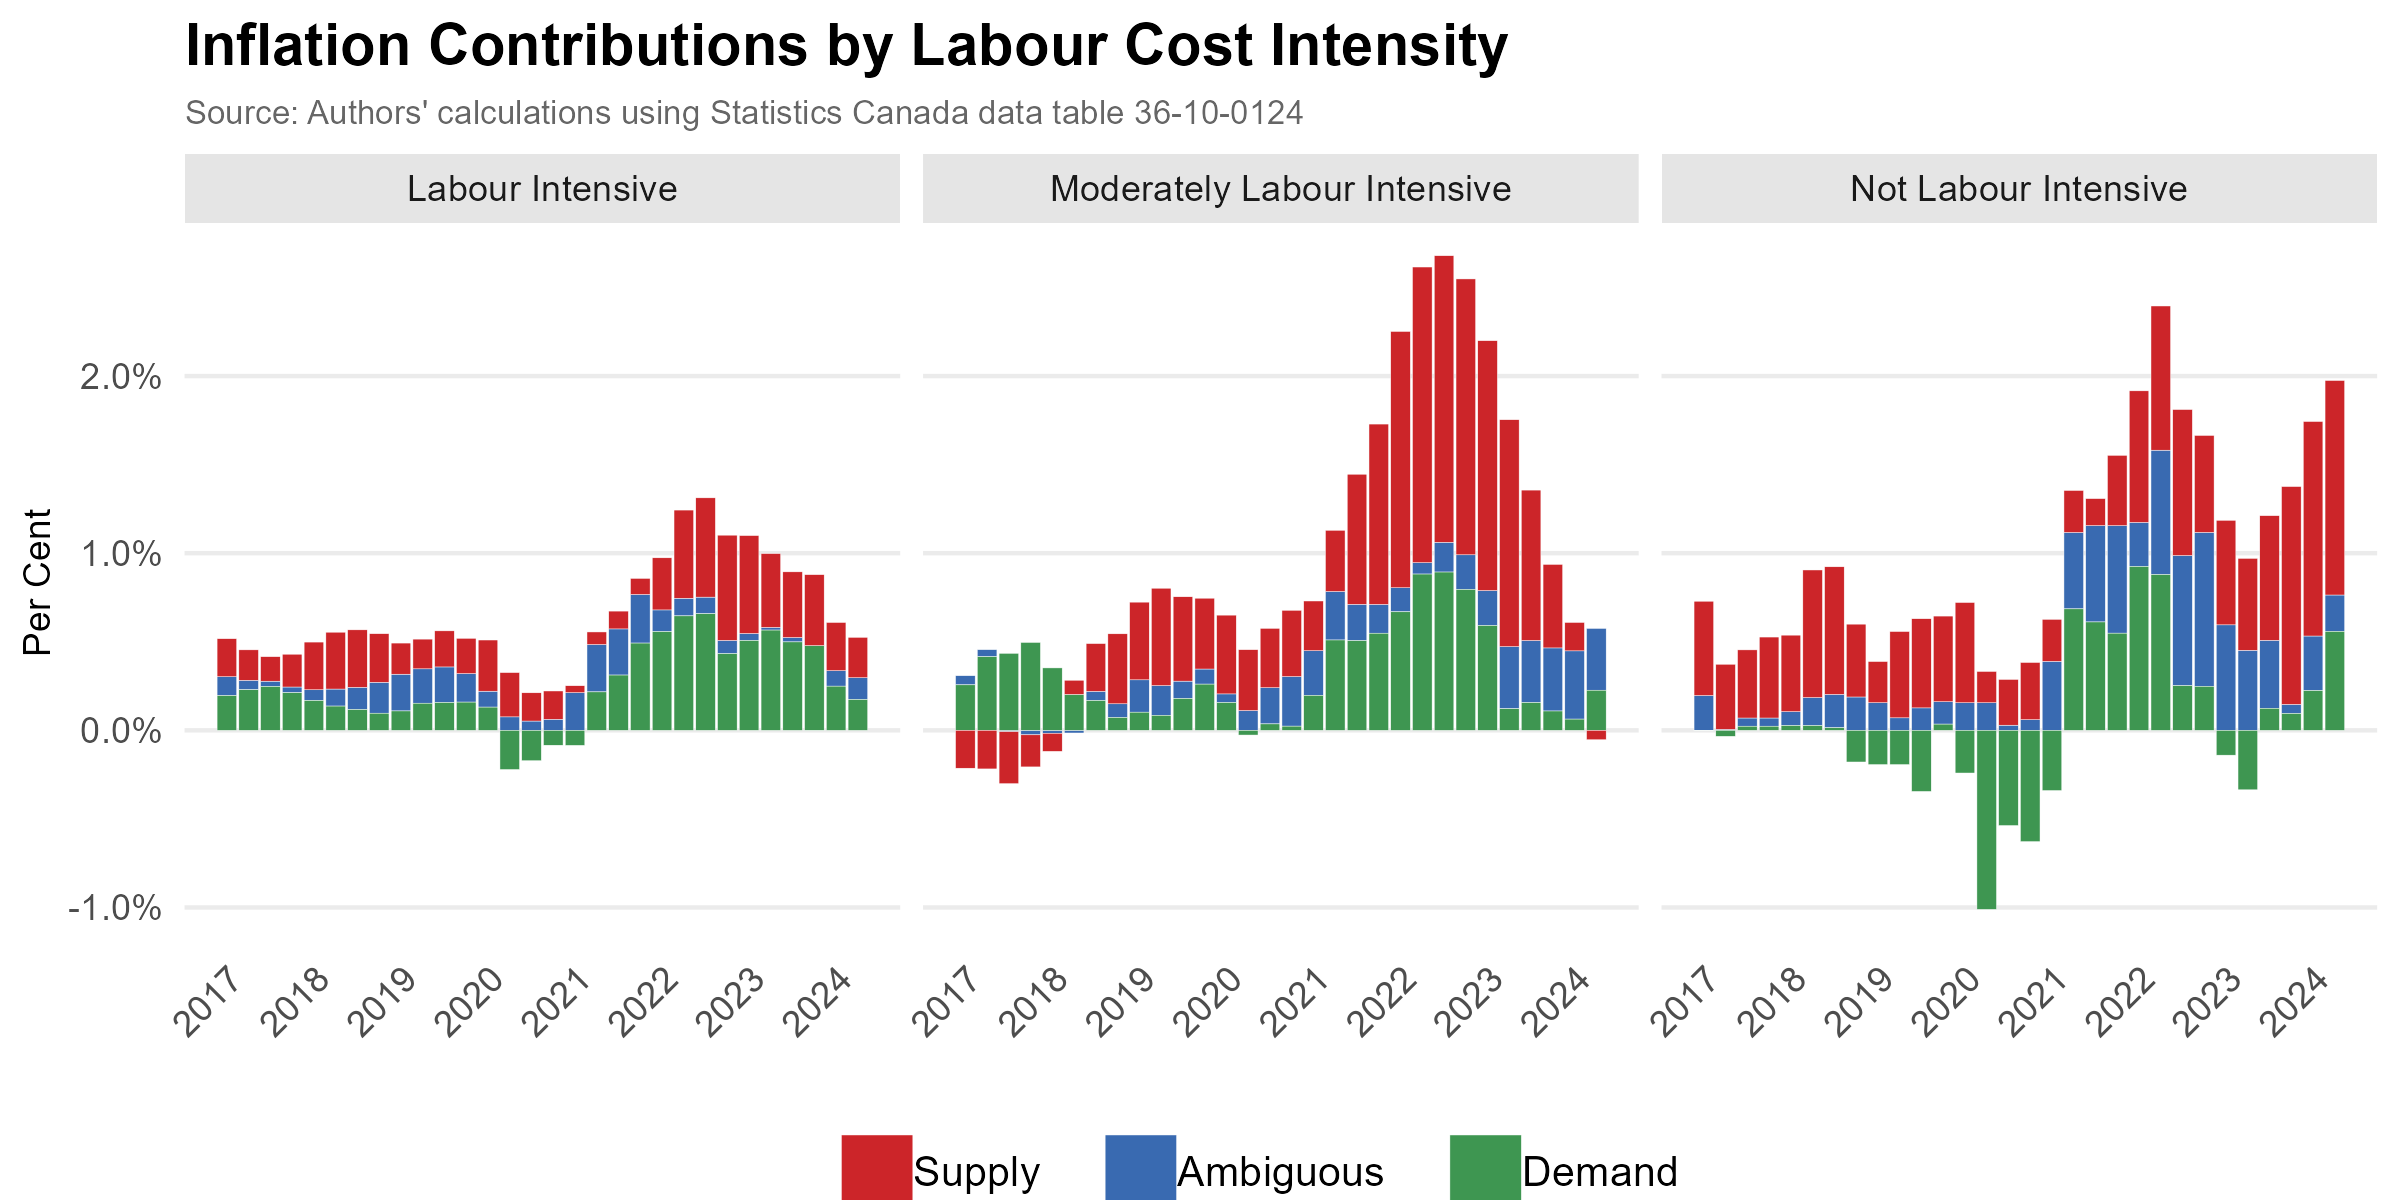 Inflation Contributions by Labour Cost Intensity
Source: Authors' calculations using Statistics Canada data table 36-10-0124
Labour Intensive
Moderately Labour Intensive
Not Labour Intensive
Per Cent
2.0%
1.0%
0.0%
-1.0%
2017 2018 2019 2020 2021 2022 2023 2024
2017 2018 2019 2020 2021 2022 2023 2024
2017 2018 2019 2020 2021 2022 2023 2024
Supply Ambiguous Demand